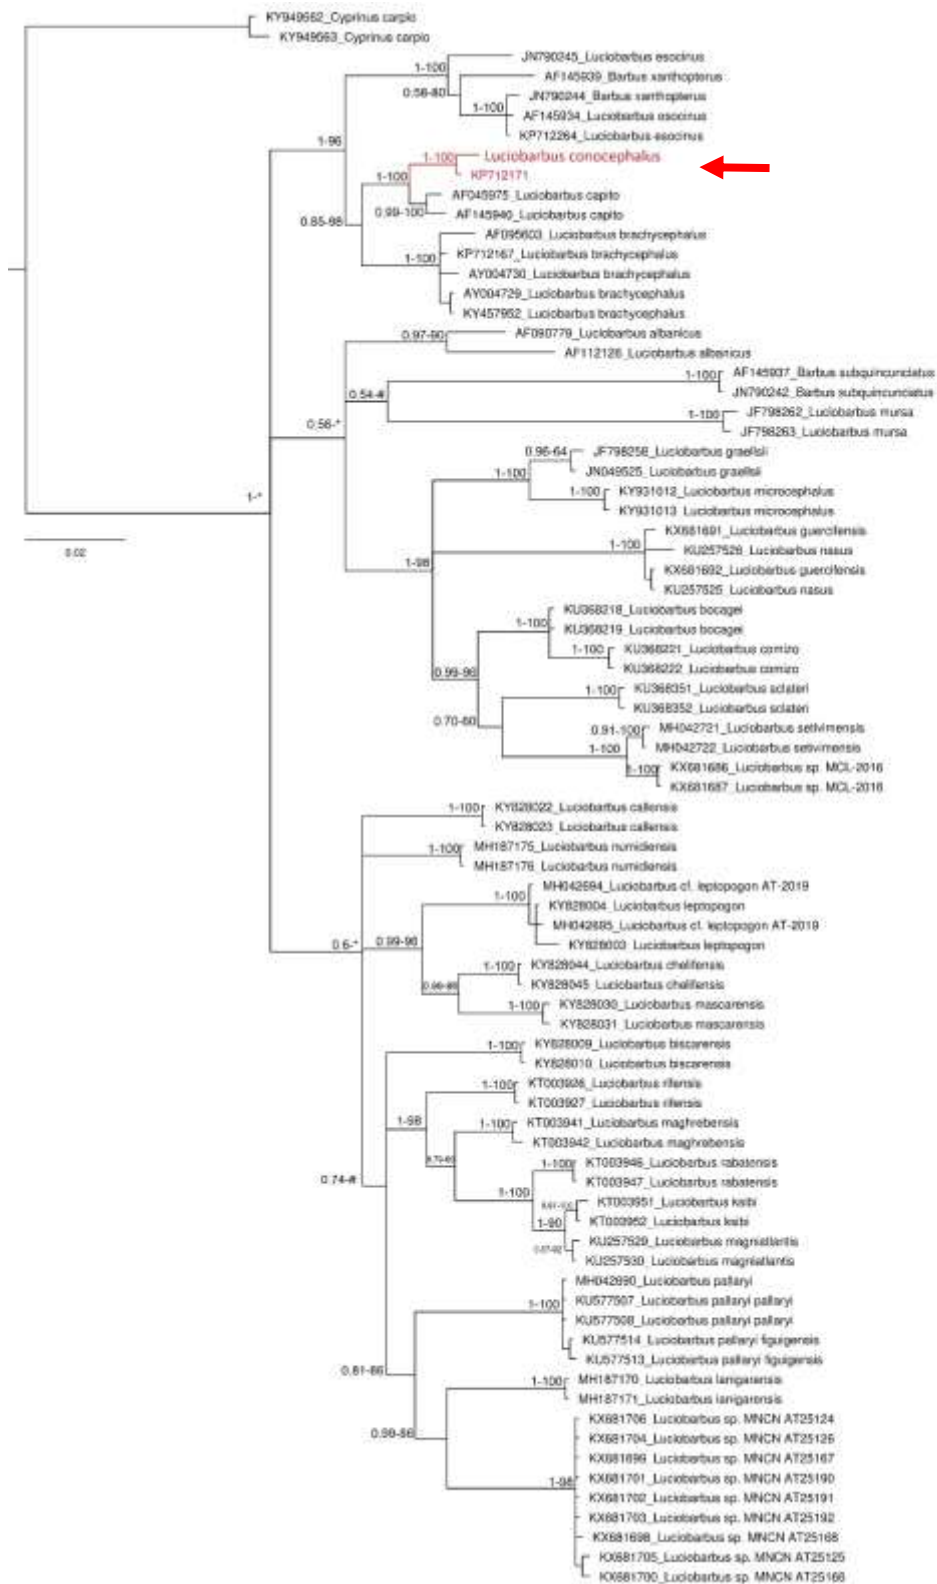 KY949662_Cyprinus carpio
KY949663_Cyprinus carpio
JN790245_Luciobarbus esocinus
1-100
AF145939_Barbus xanthopterus
0.56-80
JN790244_Barbus xanthopterus
1-100
AF145934_Luciobarbus esocinus
KP712264_Luciobarbus esocinus
1-96
1-100
Luciobarbus conocephalus
KP712171
1-100
AF045975_Luciobarbus capito
0.99-100
AF145940_Luciobarbus capito
0.85-98
AF095603_Luciobarbus brachycephalus
KP712167_Luciobarbus brachycephalus
1-100
AY004730_Luciobarbus brachycephalus
AY004729_Luciobarbus brachycephalus
KY457952_Luciobarbus brachycephalus
0.97-90
AF090779_Luciobarbus albanicus
AF112126_Luciobarbus albanicus
1-100
AF145937_Barbus subquincunciatus
JN790242_Barbus subquincunciatus
0.54-#
JF798262_Luciobarbus mursa
1-100
JF798263_Luciobarbus mursa
0.56-*
0.96-64
JF798258_Luciobarbus graellsii
JN049525_Luciobarbus graellsii
1-100
KY931012_Luciobarbus microcephalus
1-100
KY931013_Luciobarbus microcephalus
1-*
KX681691_Luciobarbus guercifensis
0.02
1-100
KU257526_Luciobarbus nasus
1-98
KX681692_Luciobarbus guercifensis
KU257525_Luciobarbus nasus
KU368218_Luciobarbus bocagei
1-100
KU368219_Luciobarbus bocagei
1-100
KU368221_Luciobarbus comizo
KU368222_Luciobarbus comizo
0.99-96
1-100
KU368351_Luciobarbus sclateri
KU368352_Luciobarbus sclateri
0.70-60
0.91-100
MH042721_Luciobarbus setivimensis
MH042722_Luciobarbus setivimensis
1-100
1-100
KX681686_Luciobarbus sp. MCL-2016
KX681687_Luciobarbus sp. MCL-2016
1-100
KY828022_Luciobarbus callensis
KY828023_Luciobarbus callensis
1-100
MH187175_Luciobarbus numidiensis
MH187176_Luciobarbus numidiensis
MH042694_Luciobarbus cf. leptopogon AT-2019
1-100
KY828004_Luciobarbus leptopogon
MH042695_Luciobarbus cf. leptopogon AT-2019
0.6-*
0.99-96
KY828003_Luciobarbus leptopogon
1-100
KY828044_Luciobarbus chelifensis
KY828045_Luciobarbus chelifensis
1-100
KY828030_Luciobarbus mascarensis
KY828031_Luciobarbus mascarensis
1-100
KY828009_Luciobarbus biscarensis
KY828010_Luciobarbus biscarensis
1-100
KT003926_Luciobarbus rifensis
KT003927_Luciobarbus rifensis
1-98
1-100
KT003941_Luciobarbus maghrebensis
KT003942_Luciobarbus maghrebensis
1-100
KT003946_Luciobarbus rabatensis
0.74-#
KT003947_Luciobarbus rabatensis
1-100
KT003951_Luciobarbus ksibi
1-90
KT003952_Luciobarbus ksibi
KU257529_Luciobarbus magniatlantis
KU257530_Luciobarbus magniatlantis
MH042690_Luciobarbus pallaryi
KU577507_Luciobarbus pallaryi pallaryi
1-100
KU577508_Luciobarbus pallaryi pallaryi
KU577514_Luciobarbus pallaryi figuigensis
KU577513_Luciobarbus pallaryi figuigensis
0.81-86
1-100
MH187170_Luciobarbus lanigarensis
MH187171_Luciobarbus lanigarensis
KX681706_Luciobarbus sp. MNCN AT25124
0.98-86
KX681704_Luciobarbus sp. MNCN AT25126
KX681699_Luciobarbus sp. MNCN AT25167
1-98
KX681701_Luciobarbus sp. MNCN AT25190
KX681702_Luciobarbus sp. MNCN AT25191
KX681703_Luciobarbus sp. MNCN AT25192
KX681698_Luciobarbus sp. MNCN AT25168
KX681705_Luciobarbus sp. MNCN AT25125
KX681700_Luciobarbus sp. MNCN AT25166